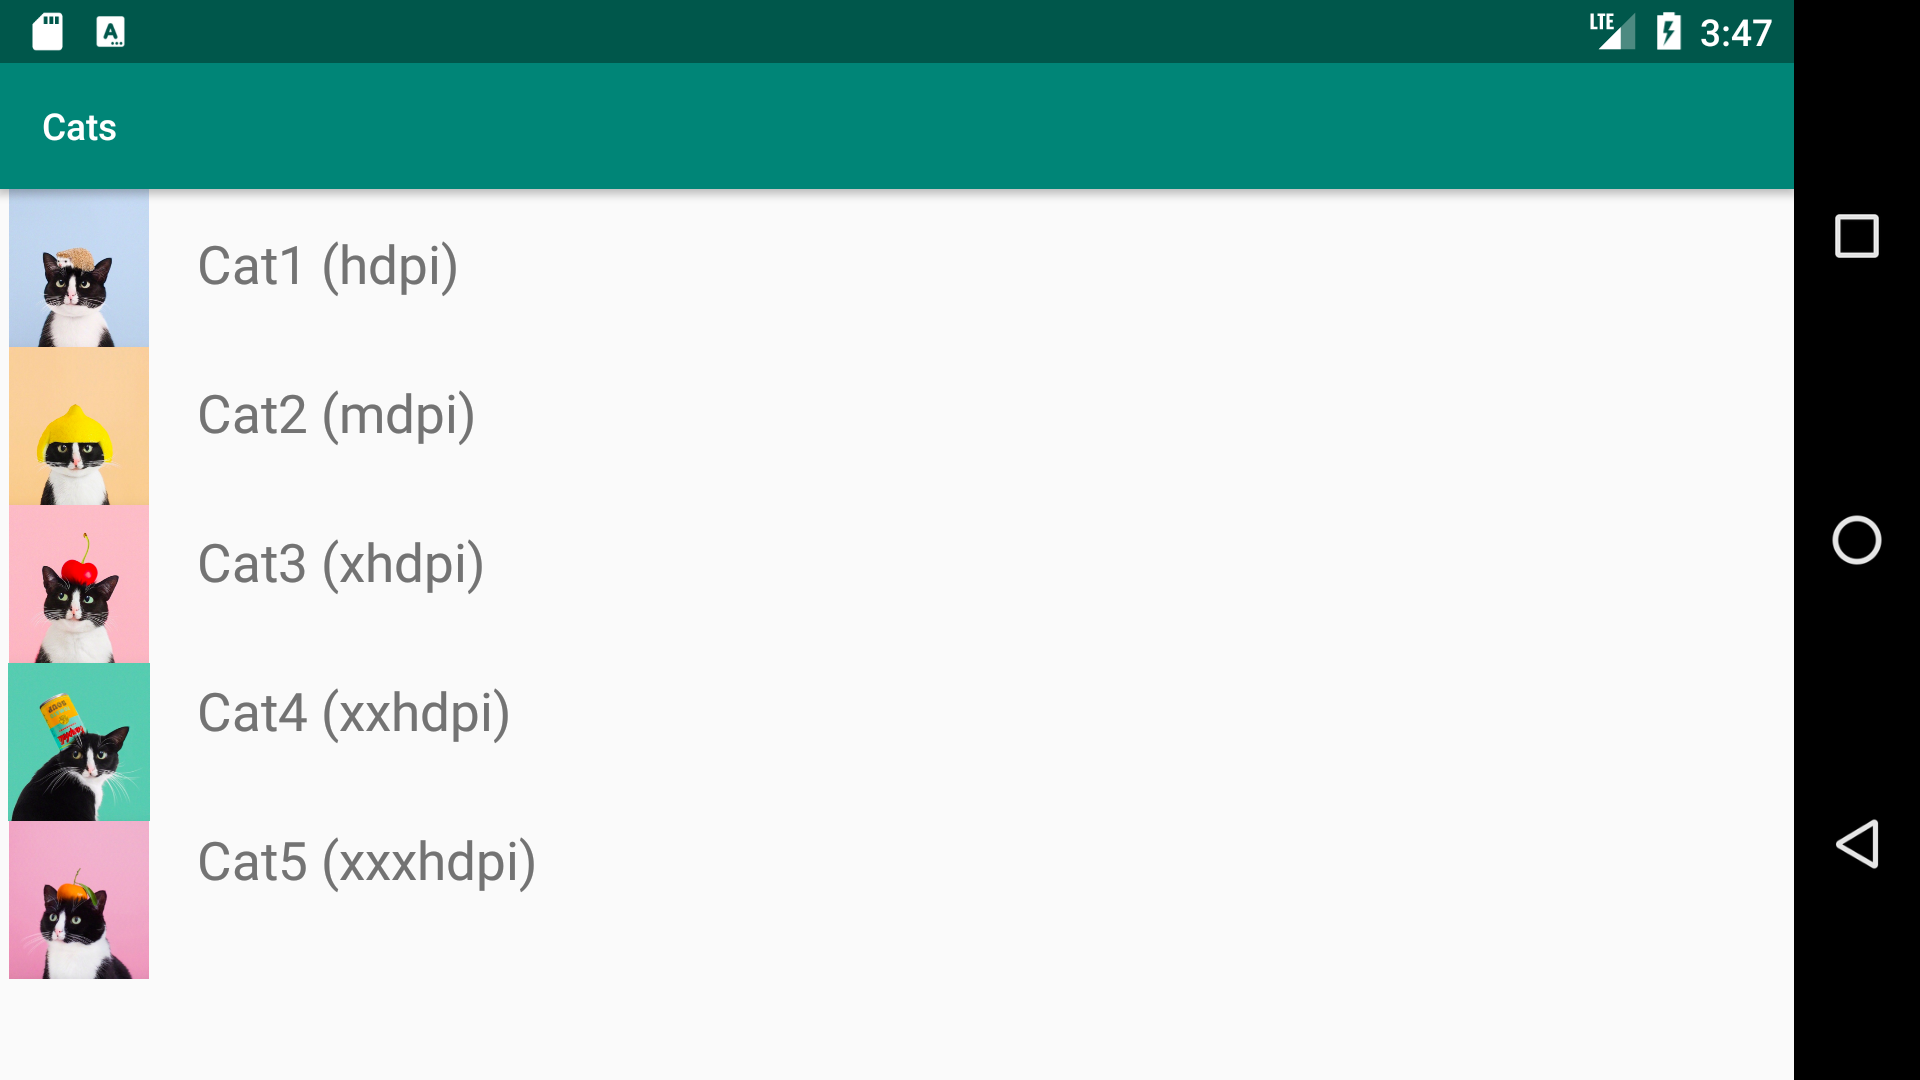 LTE 3:47
Cats
Cat1 (hdpi)
Cat2 (mdpi)
Cat3 (xhdpi)
Cat4 (xxhdpi)
Cat5 (xxxhdpi)